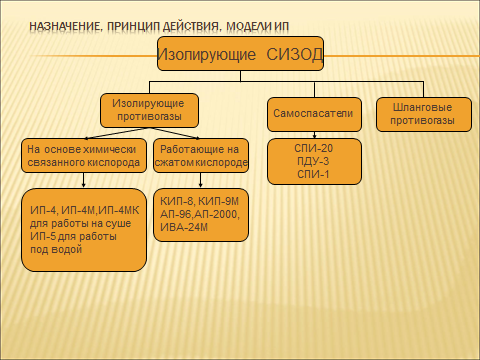 НАЗНАЧЕНИЕ, ПРИНЦИП ДЕЙСТВИЯ, МОДЕЛИ ИП
Изолирующие СИЗОД
Изолирующие
противогазы
Самоспасатели
Шланговые
противогазы
На основе химически
связанного кислорода
Работающие на
сжатом кислороде
СПИ-20
ПДУ-3
СПИ-1
ИП-4, ИП-4М,ИП-4МК
для работы на суше
ИП-5 для работы
под водой
КИП-8, КИП-9М
АП-96,АП-2000,
ИВА-24М